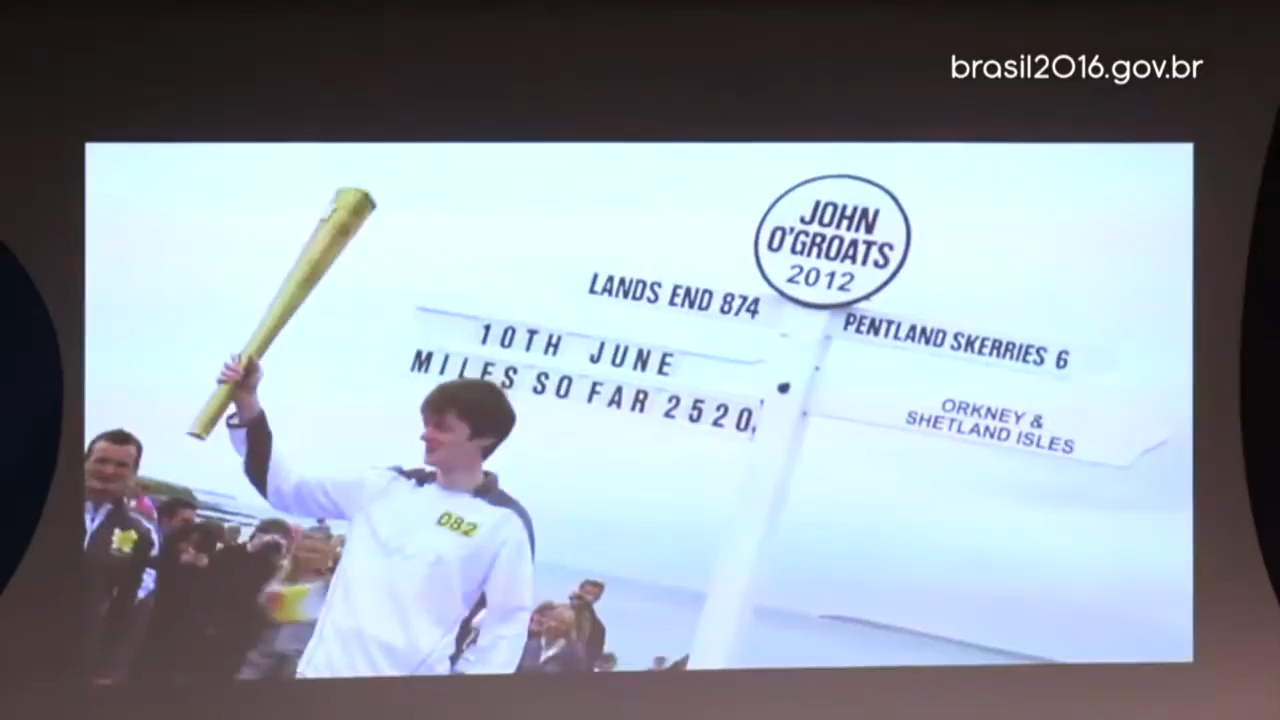 brasil2016.gov.br
JOHN
O'GROATS
2012
LANDS END 874
PENTLAND SKERRIES 6
10TH JUNE
MILES SO FAR 2520
ORKNEY &
SHETLAND ISLES
082